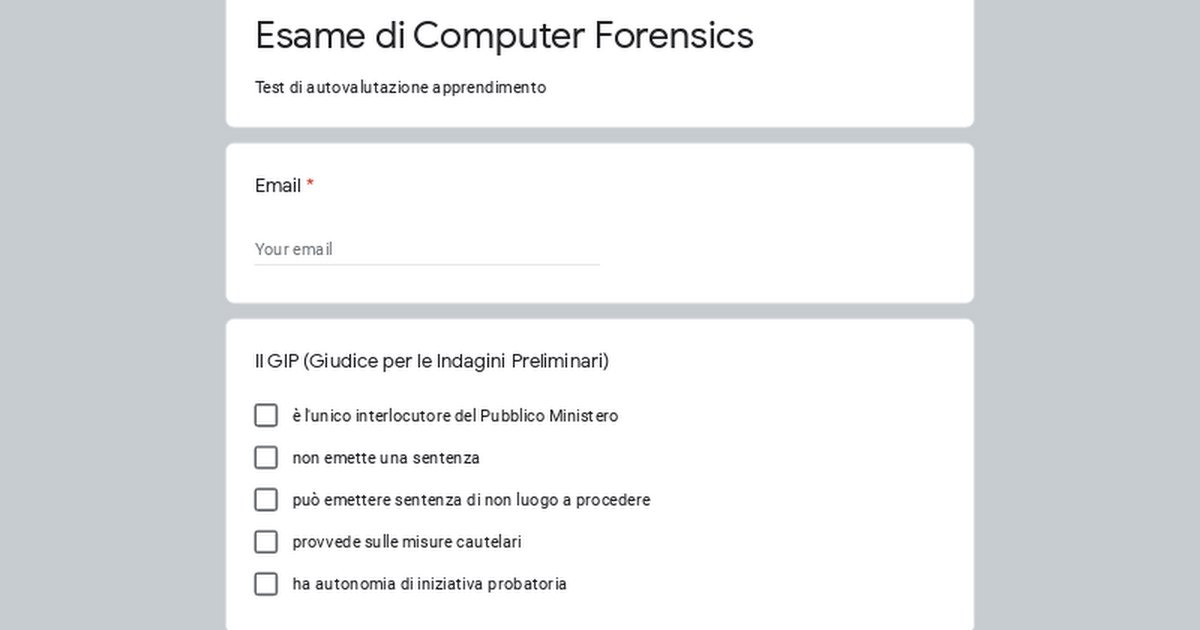 Esame di Computer Forensics
Test di autovalutazione apprendimento
Email *
Your email
Il GIP (Giudice per le Indagini Preliminari)
è l'unico interlocutore del Pubblico Ministero
non emette una sentenza
può emettere sentenza di non luogo a procedere
provvede sulle misure cautelari
ha autonomia di iniziativa probatoria